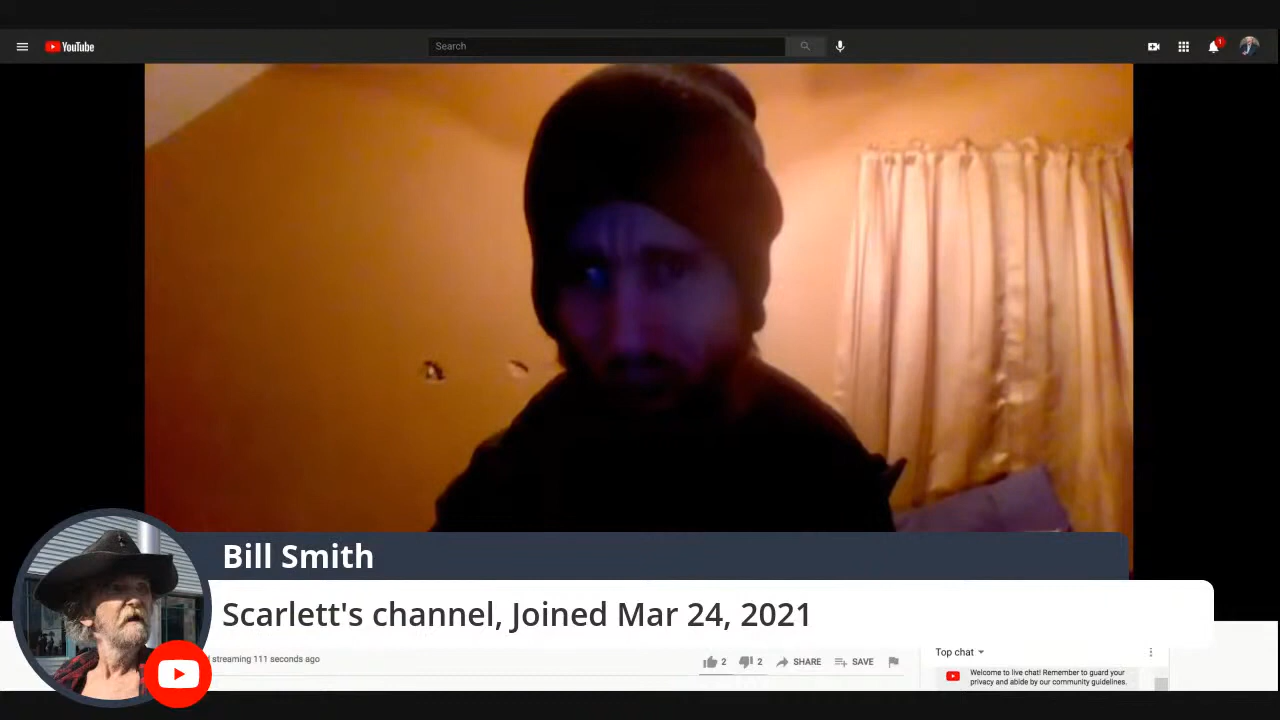 YouTube
Search
1
Bill Smith
Scarlett's channel, Joined Mar 24, 2021
streaming 111 seconds ago
2
2
SHARE
SAVE
Top chat
Welcome to live chat! Remember to guard your
privacy and abide by our community guidelines.